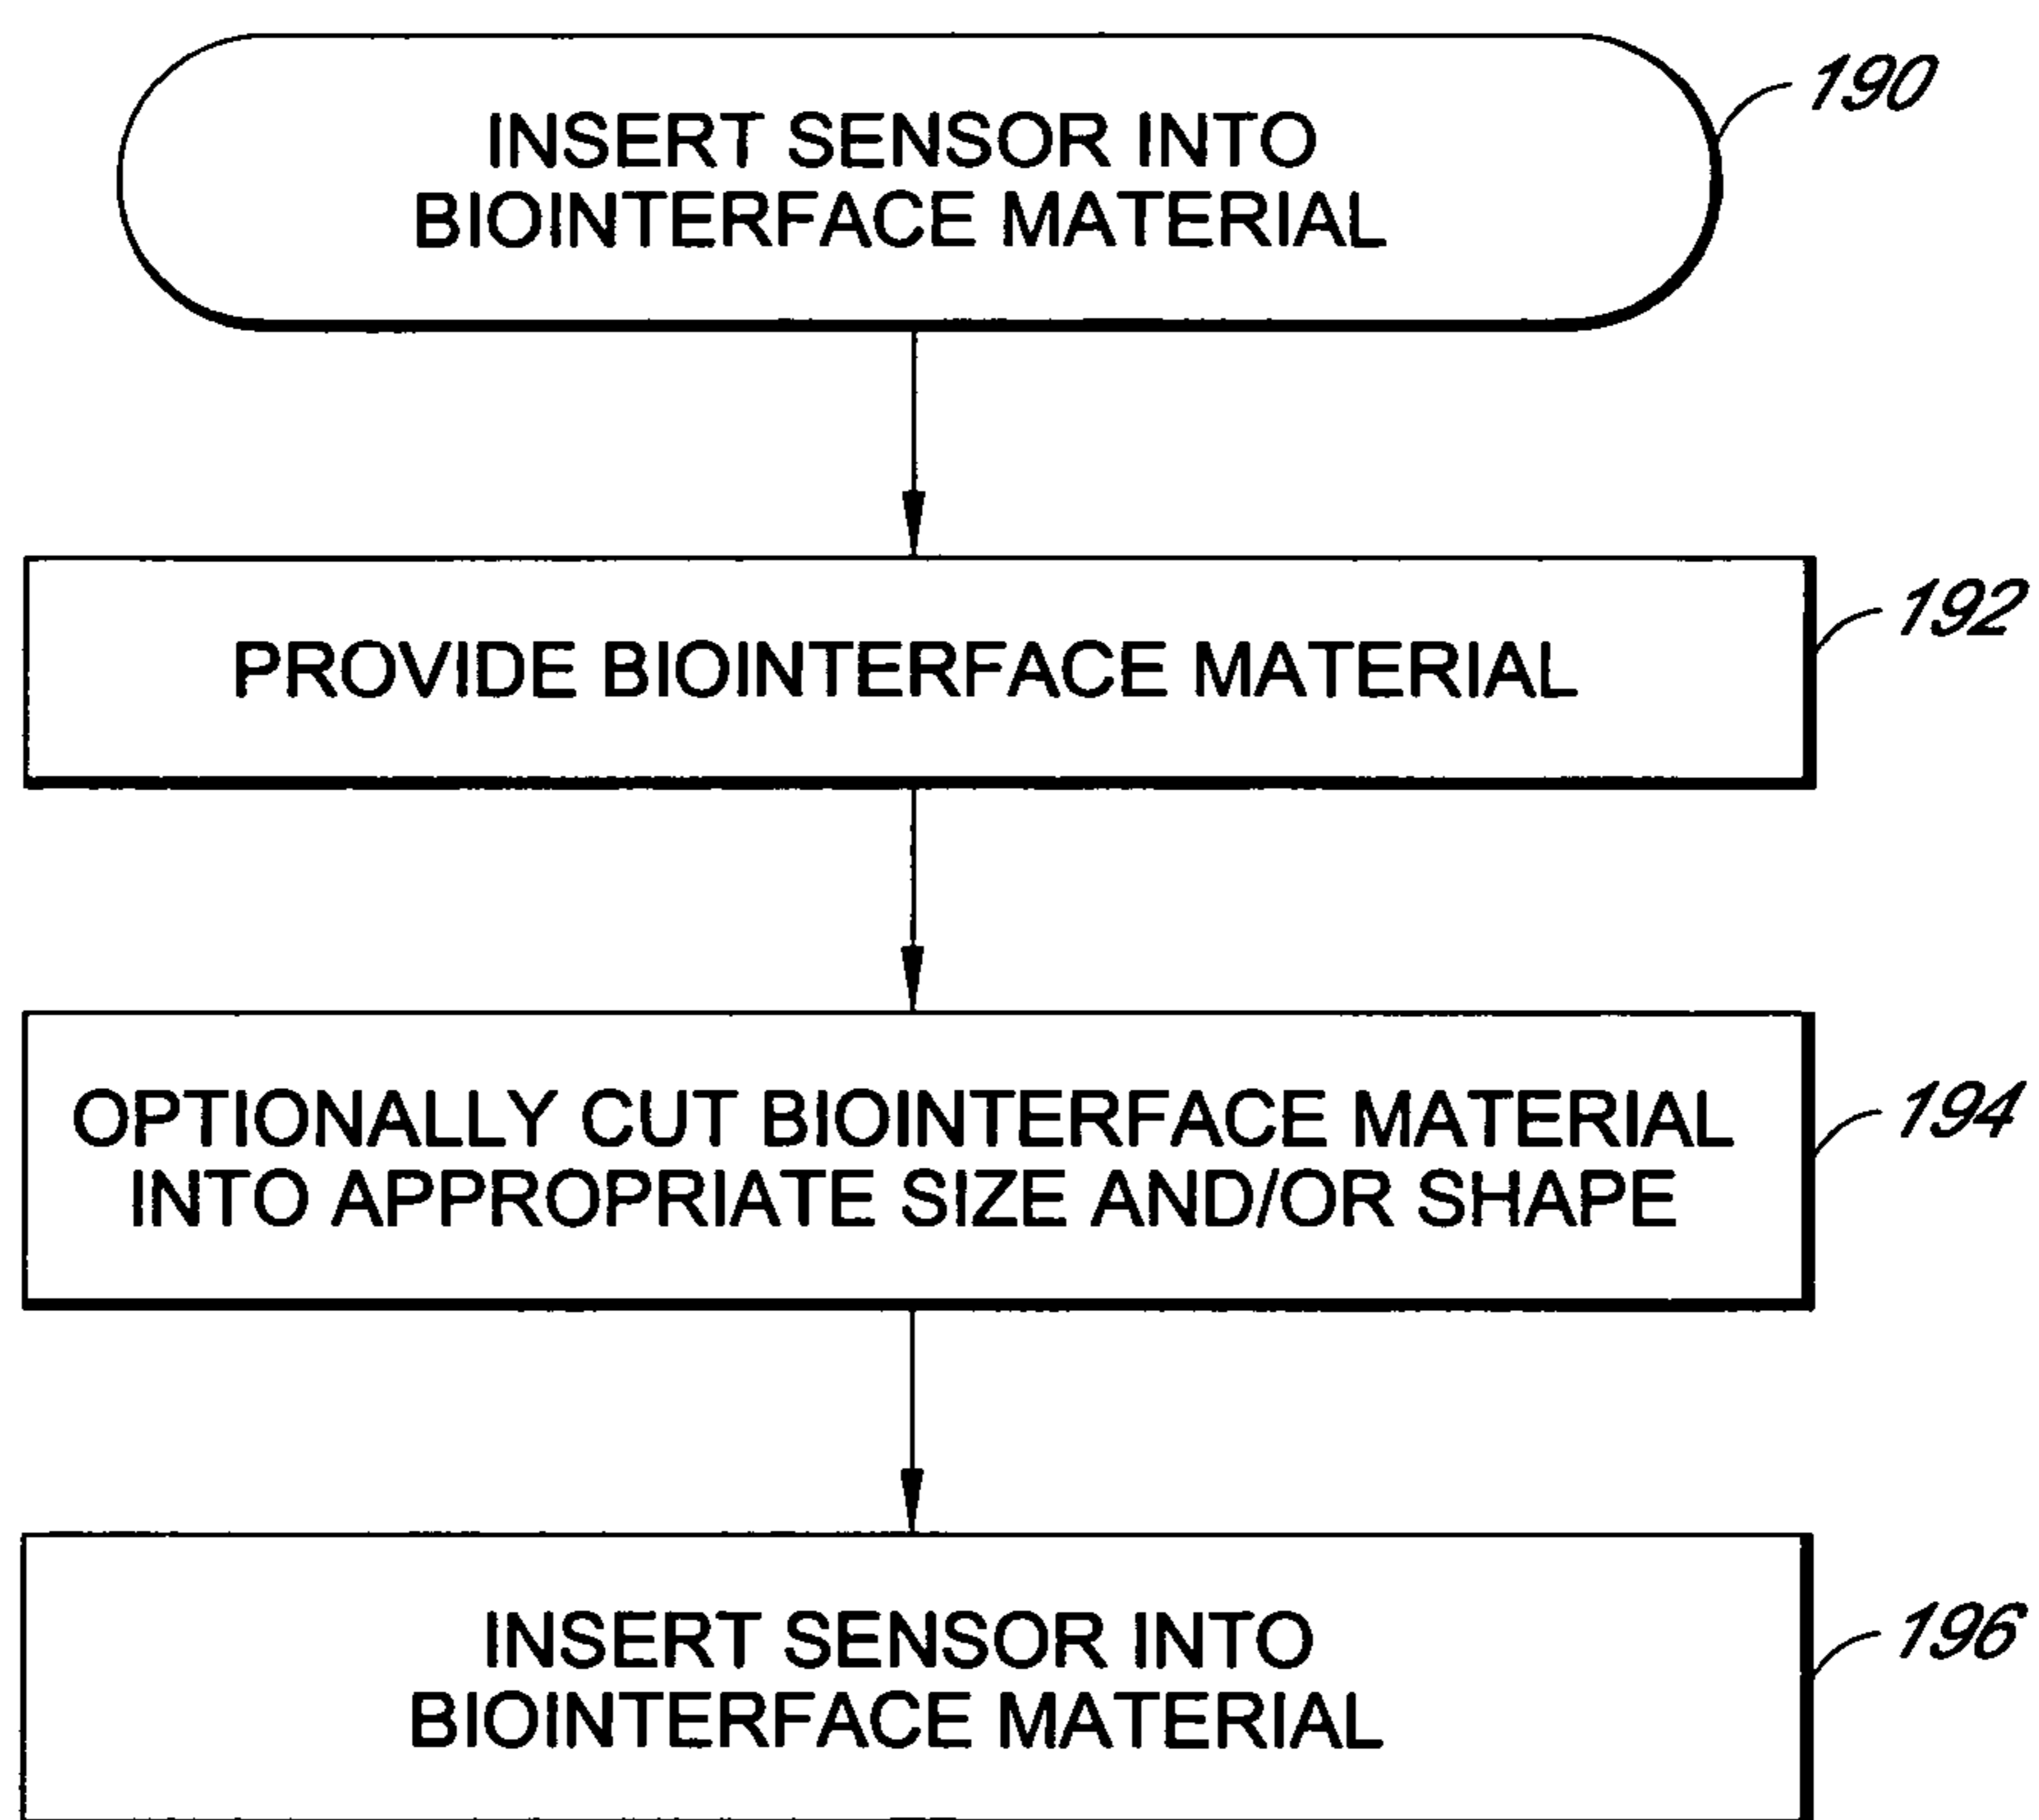 INSERT SENSOR INTO
BIOINTERFACE MATERIAL
190
PROVIDE BIOINTERFACE MATERIAL
192
OPTIONALLY CUT BIOINTERFACE MATERIAL
INTO APPROPRIATE SIZE AND/OR SHAPE
194
INSERT SENSOR INTO
BIOINTERFACE MATERIAL
196